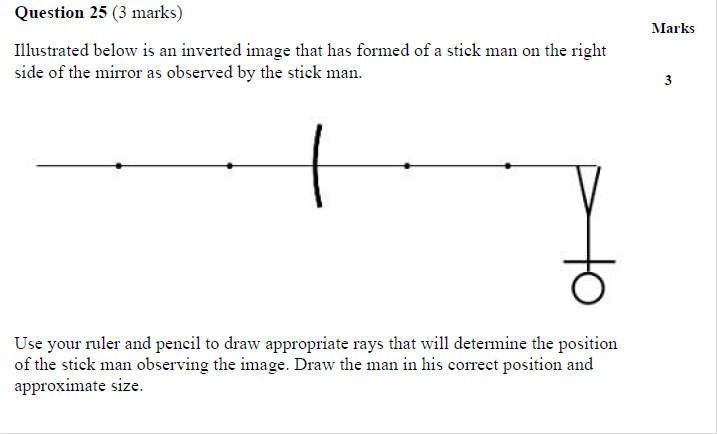 Question 25 (3 marks)
Marks
Illustrated below is an inverted image that has formed of a stick man on the right
side of the mirror as observed by the stick man.
3
Use your ruler and pencil to draw appropriate rays that will determine the position
of the stick man observing the image. Draw the man in his correct position and
approximate size.